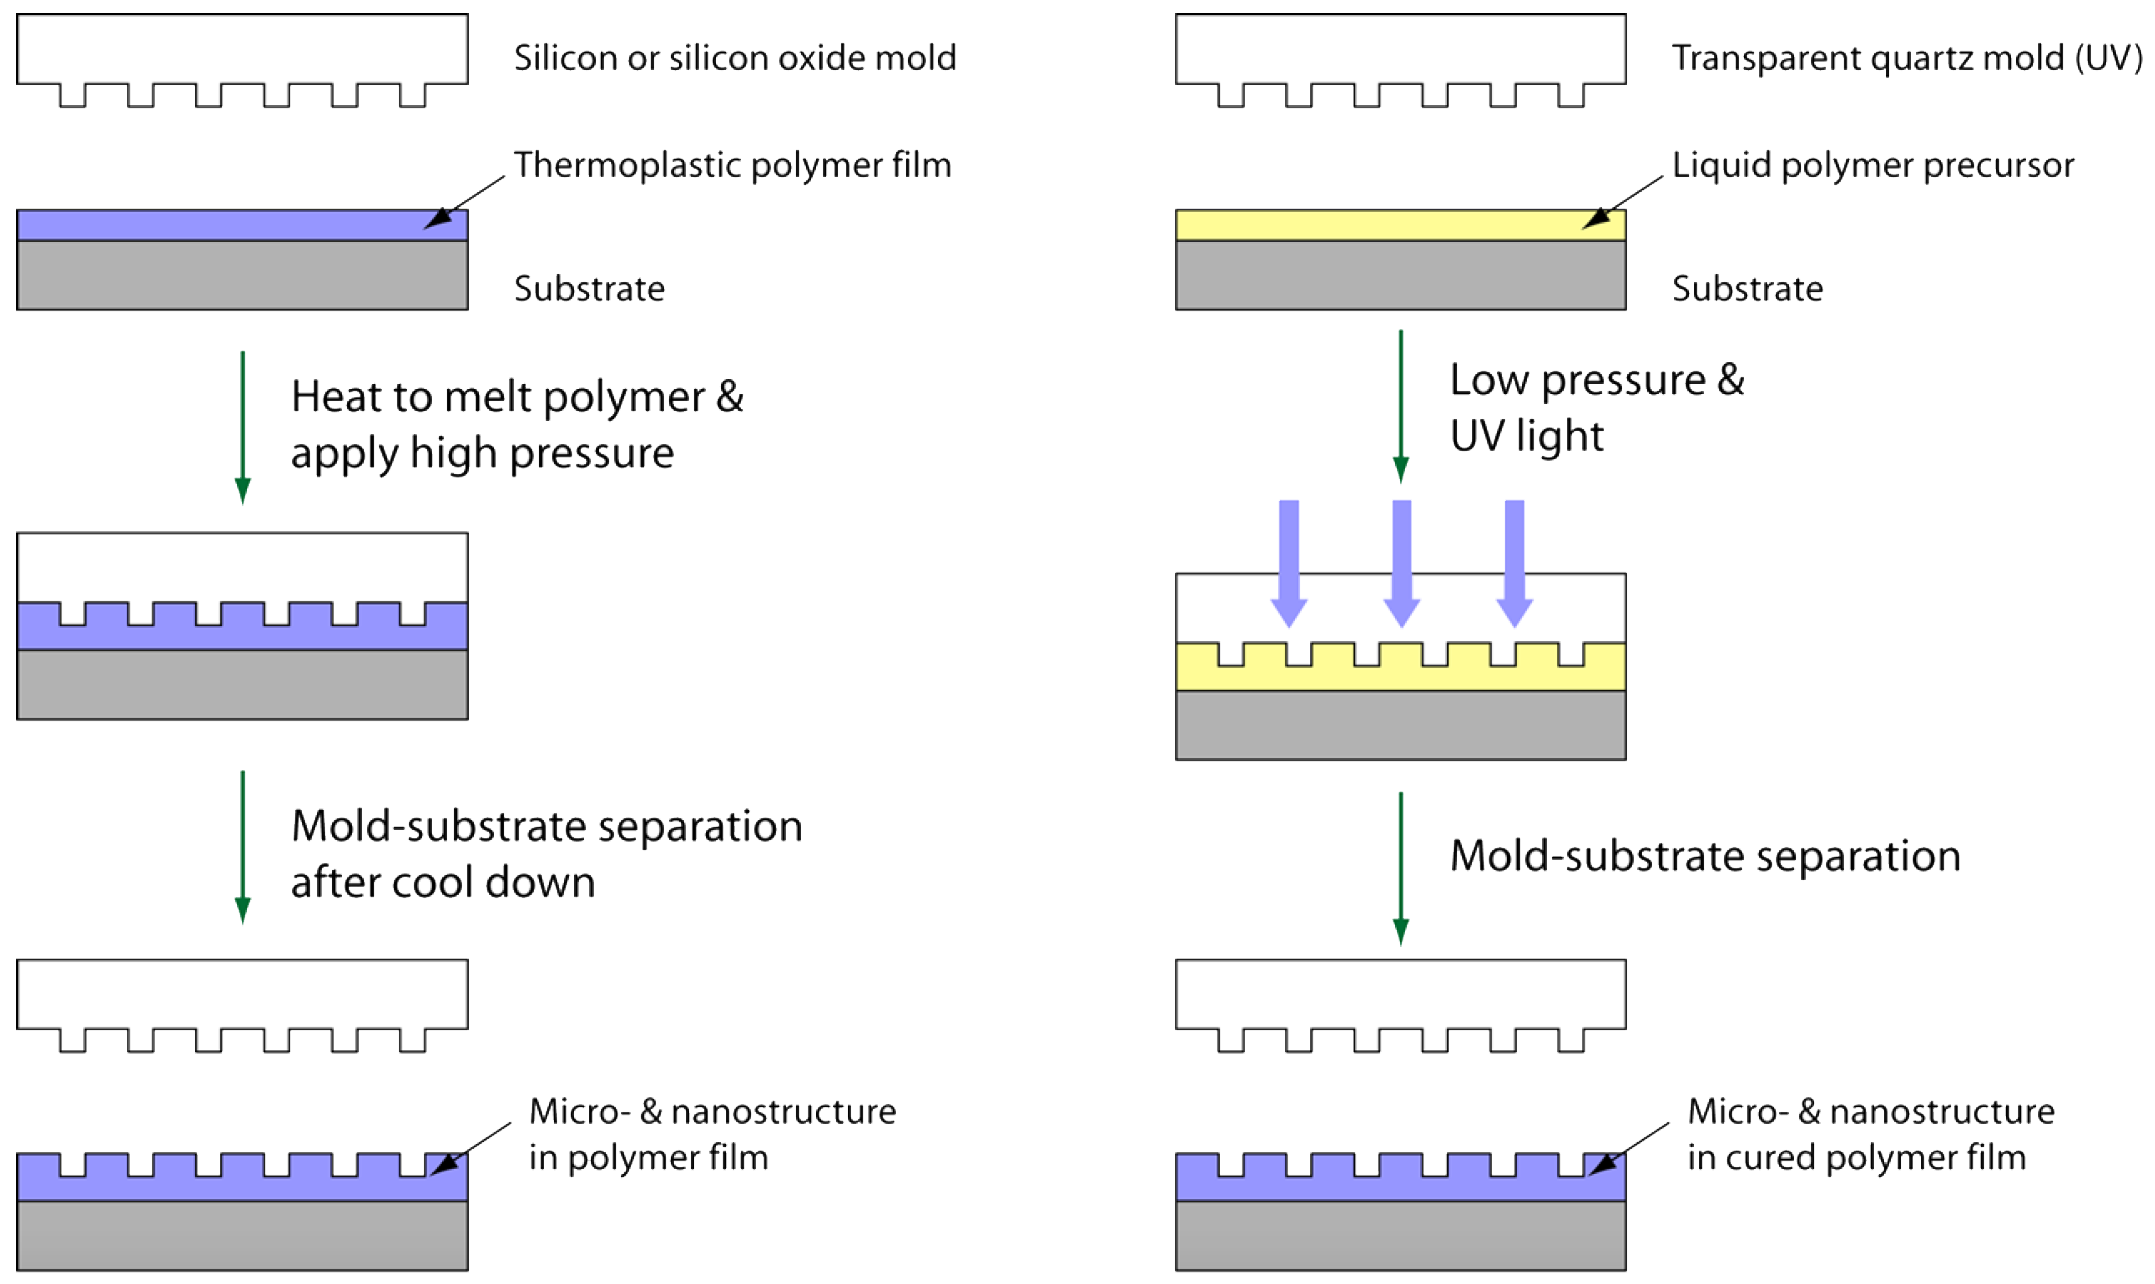 Silicon or silicon oxide mold
Thermoplastic polymer film
Substrate
Heat to melt polymer &
apply high pressure
Mold-substrate separation
after cool down
Micro- & nanostructure
in polymer film
Transparent quartz mold (UV)
Liquid polymer precursor
Substrate
Low pressure &
UV light
Mold-substrate separation
Micro- & nanostructure
in cured polymer film